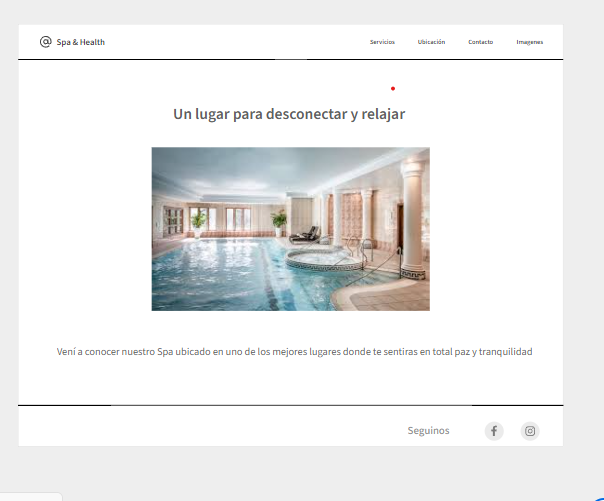 @ Spa & Health
Servicios
Ubicación
Contacto
Imagenes
Un lugar para desconectar y relajar
Vení a conocer nuestro Spa ubicado en uno de los mejores lugares donde te sentiras en total paz y tranquilidad
Seguinos